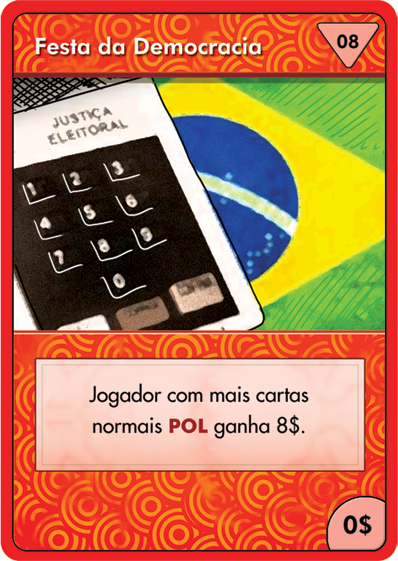 Festa da Democracia
08
JUSTIÇA
ELEITORAL
1 2 3
4 5 6
7 8 9
0
Jogador com mais cartas
normais POL ganha 8$.
0$